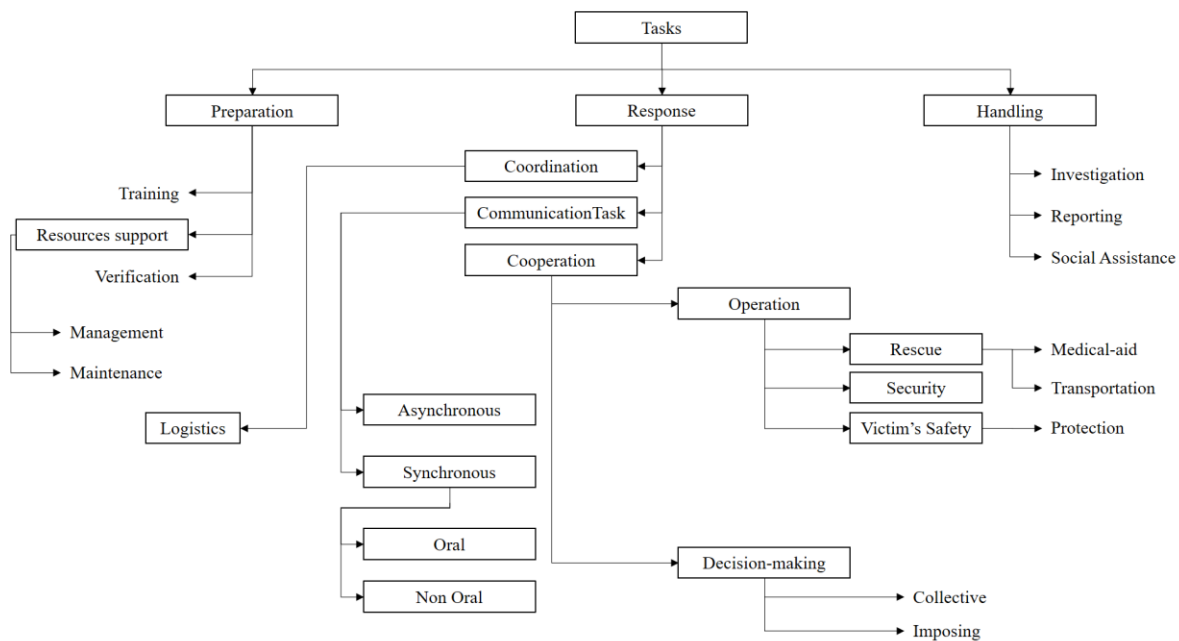 Tasks
Preparation
Response
Handling
Coordination
Investigation
Training
CommunicationTask
Reporting
Resources support
Cooperation
Social Assistance
Verification
Operation
Management
Rescue
Medical-aid
Maintenance
Security
Transportation
Asynchronous
Logistics
Victim’s Safety
Protection
Synchronous
Oral
Decision-making
Non Oral
Collective
Imposing